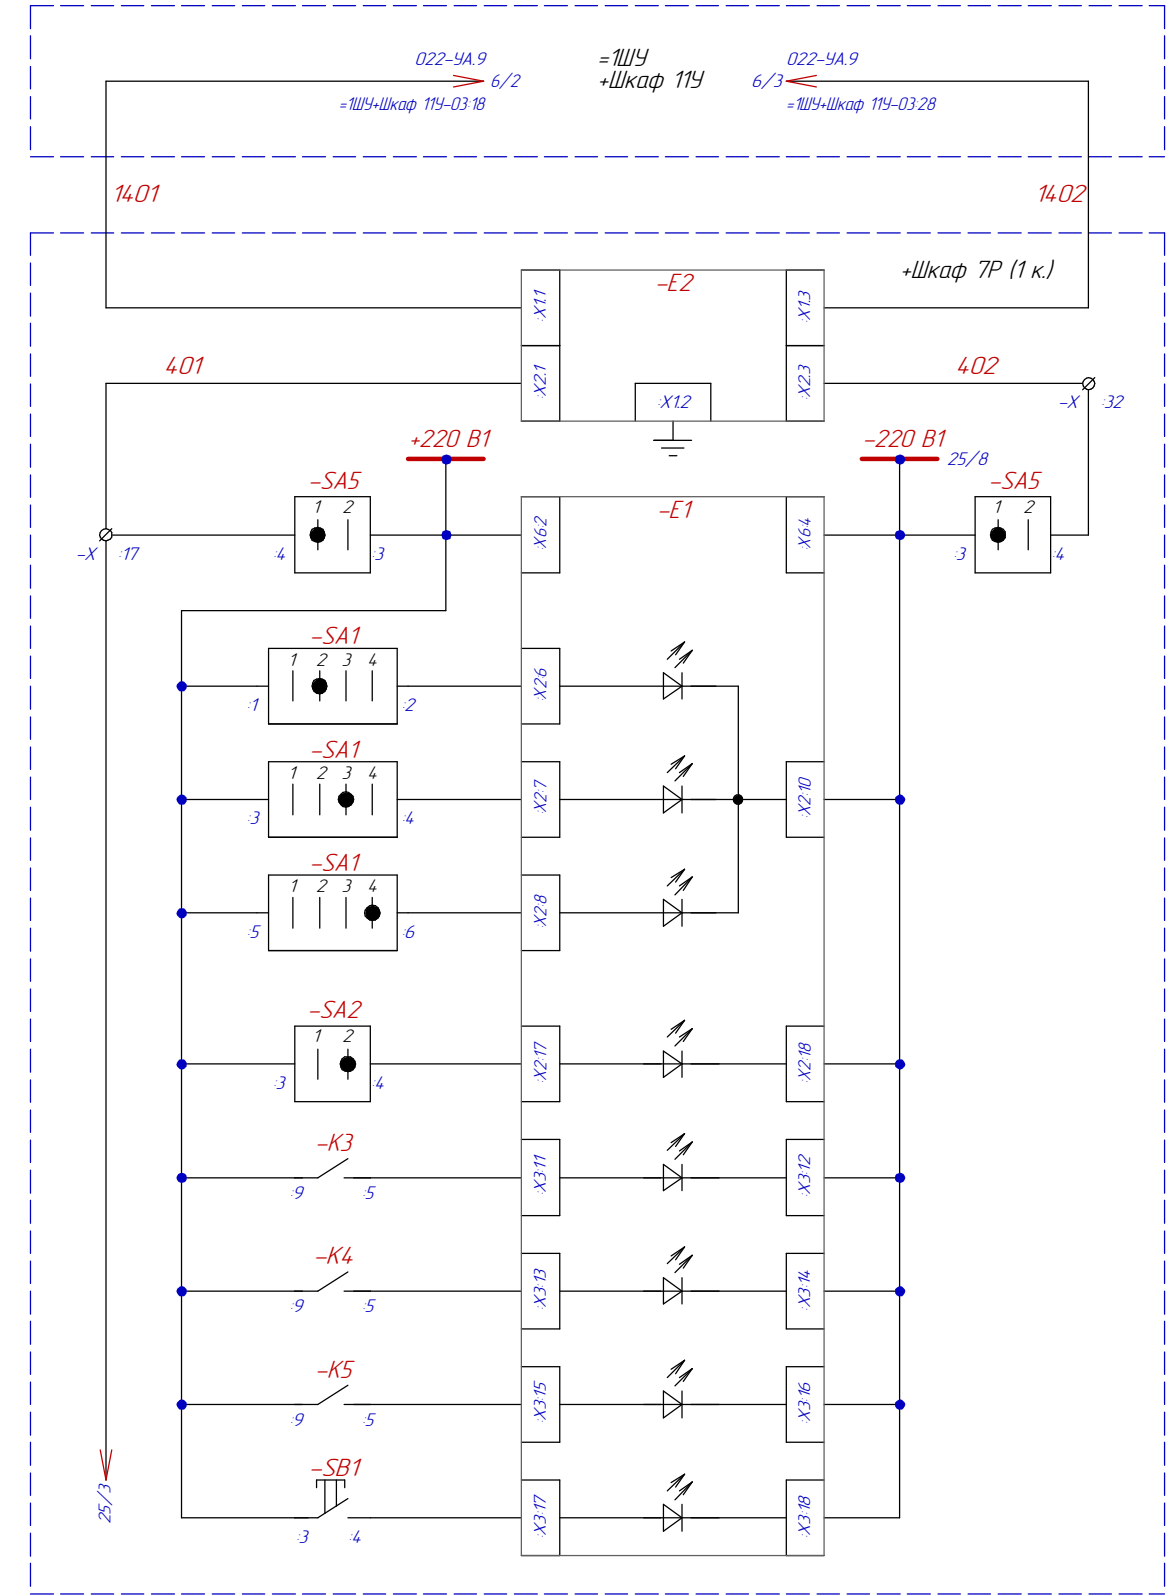 022-УА.9
=1ШУ
022-УА.9
6/2
+Шкаф 11У
6/3
=1ШУ+Шкаф 11У-03:18
=1ШУ+Шкаф 11У-03:28
1401
1402
+Шкаф 7Р (1 к.)
-E2
:X1.1
:X1.3
401
402
:X2.1
:X2.3
:X1.2
-X :32
+220 В1
-220 В1
25/8
-SA5
1 2
:4 :3
-X :17
-E1
:X6:2
:X6:4
-SA5
1 2
:3 :4
-SA1
1 2 3 4
:1 :2
:X2:6
-SA1
1 2 3 4
:3 :4
:X2:7
:X2:10
-SA1
1 2 3 4
:5 :6
:X2:8
-SA2
1 2
:3 :4
:X2:17
:X2:18
-K3
:9 :5
:X3:11
:X3:12
-K4
:9 :5
:X3:13
:X3:14
-K5
:9 :5
:X3:15
:X3:16
25/3
-SB1
:3 :4
:X3:17
:X3:18